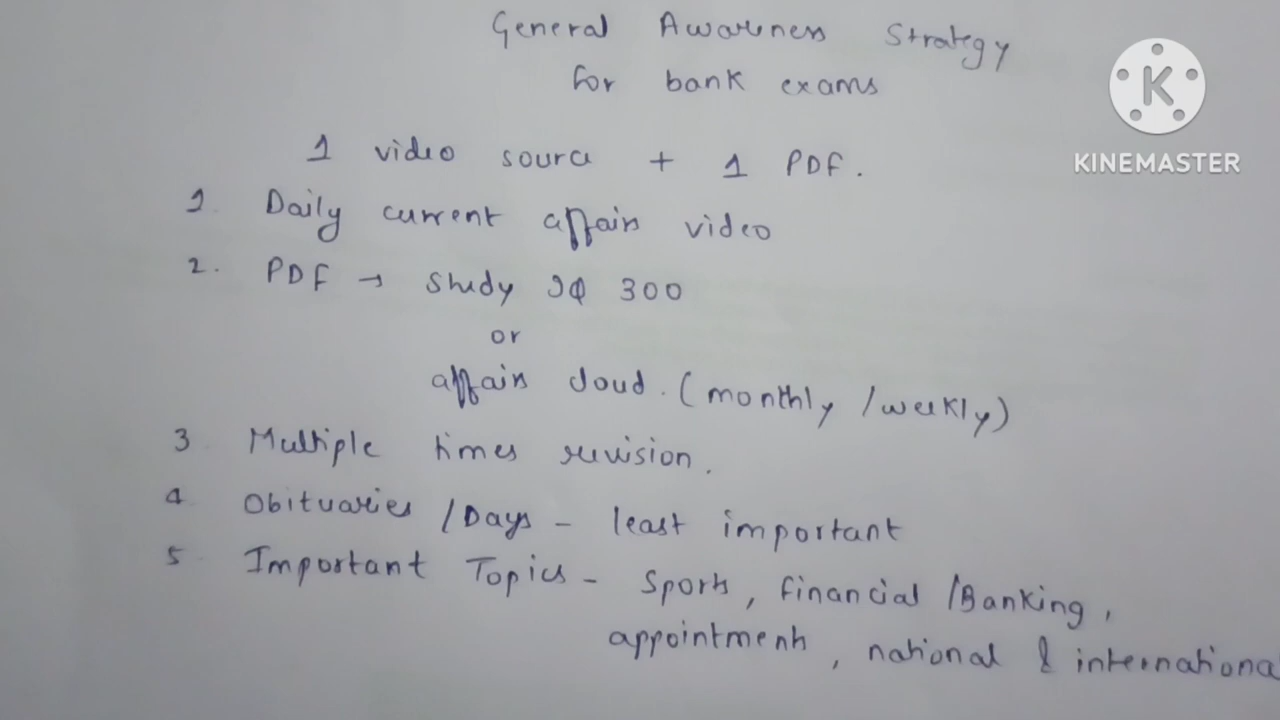 General Awareness Strategy
for bank exams
K
KINEMASTER
1 video source + 1 PDF.
1. Daily current affairs video
2. PDF → Study IQ 300
or
affairs cloud. (monthly /weekly)
3 Multiple times revision.
4 Obituaries /Days - least important
5 Important Topics - Sports, financial /Banking,
appointments, national & international